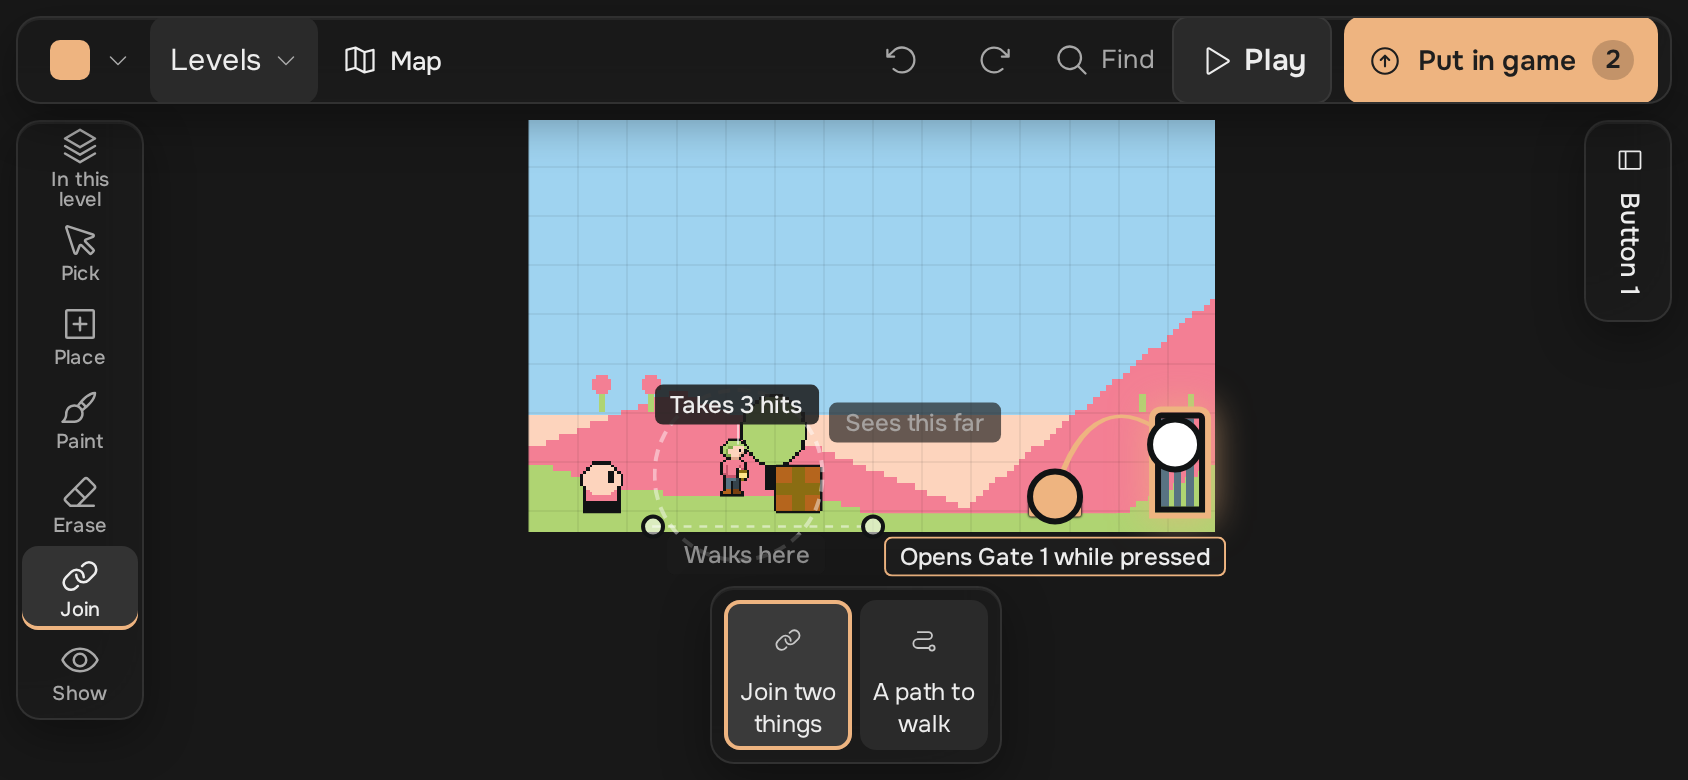 Levels
Map
Find
Play
Put in game
2
In this
level
Pick
Place
Paint
Erase
Join
Show
Takes 3 hits
Sees this far
Walks here
Opens Gate 1 while pressed
Join two
things
A path to
walk
Button 1